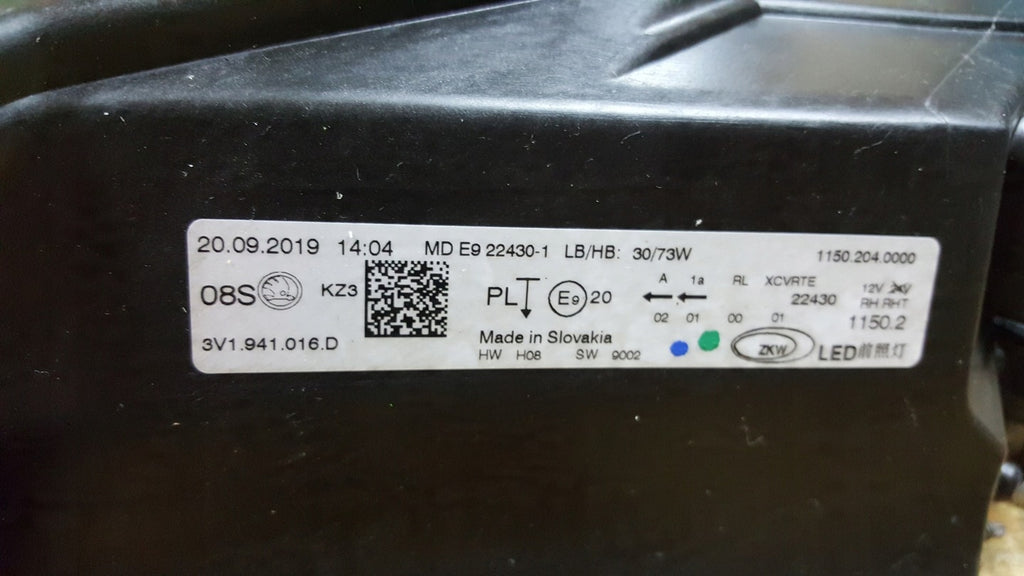 20.09.2019 14:04 MD E9 22430-1 LB/HB: 30/73W 1150.204.0000
08S KZ3 PL E9 20 A 1a RL XCVRTE 12V 24V
22430 RH RHT
02 01 00 01 1150.2
3V1.941.016.D Made in Slovakia ZKW LED前照灯
HW H08 SW 9002